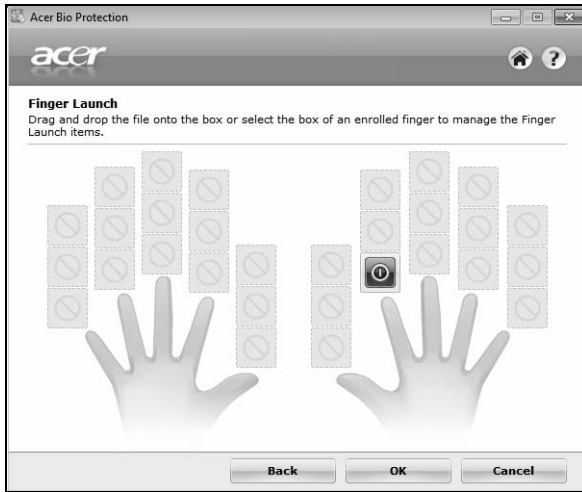 Acer Bio Protection
acer
?
Finger Launch
Drag and drop the file onto the box or select the box of an enrolled finger to manage the Finger
Launch items.
Back OK Cancel